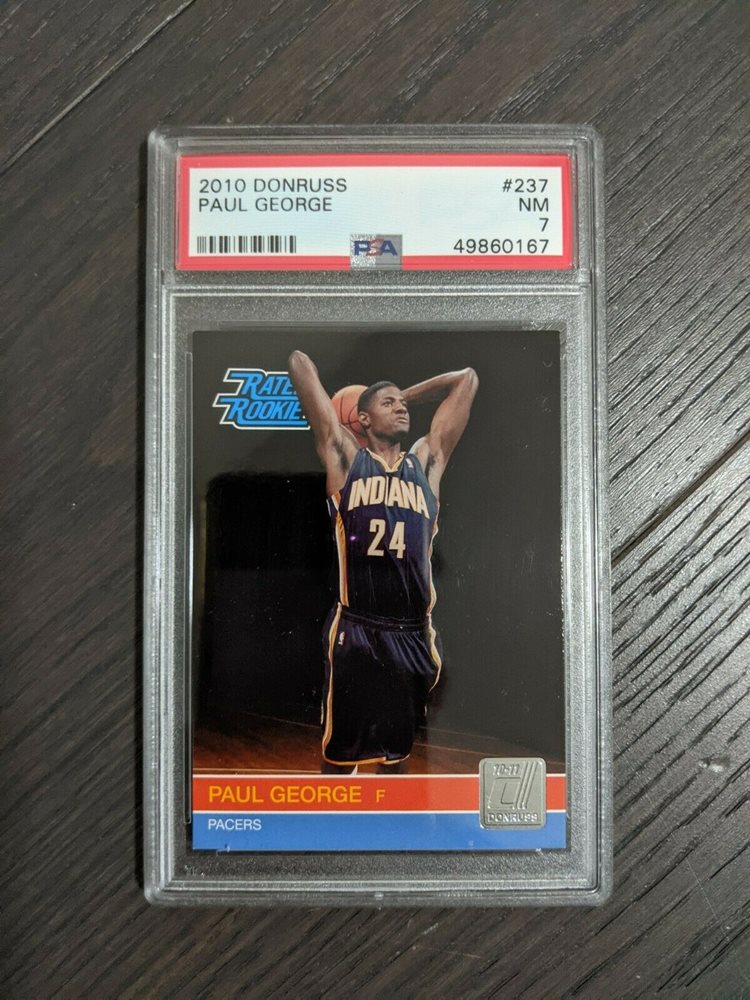 2010 DONRUSS #237
PAUL GEORGE NM
7
PSA 49860167
RATED
ROOKIE
INDIANA
24
PAUL GEORGE F
PACERS
10-11
DONRUSS